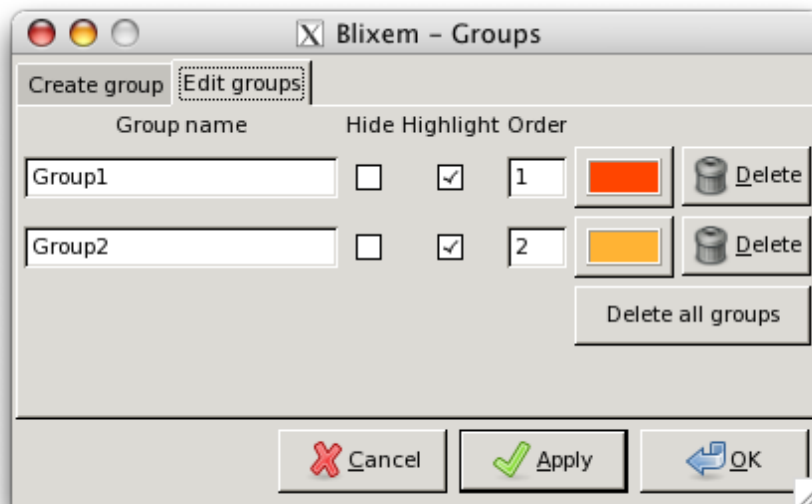 Blixem – Groups
Create group Edit groups
Group name Hide Highlight Order
Group1 1 Delete
Group2 2 Delete
Delete all groups
Cancel Apply OK